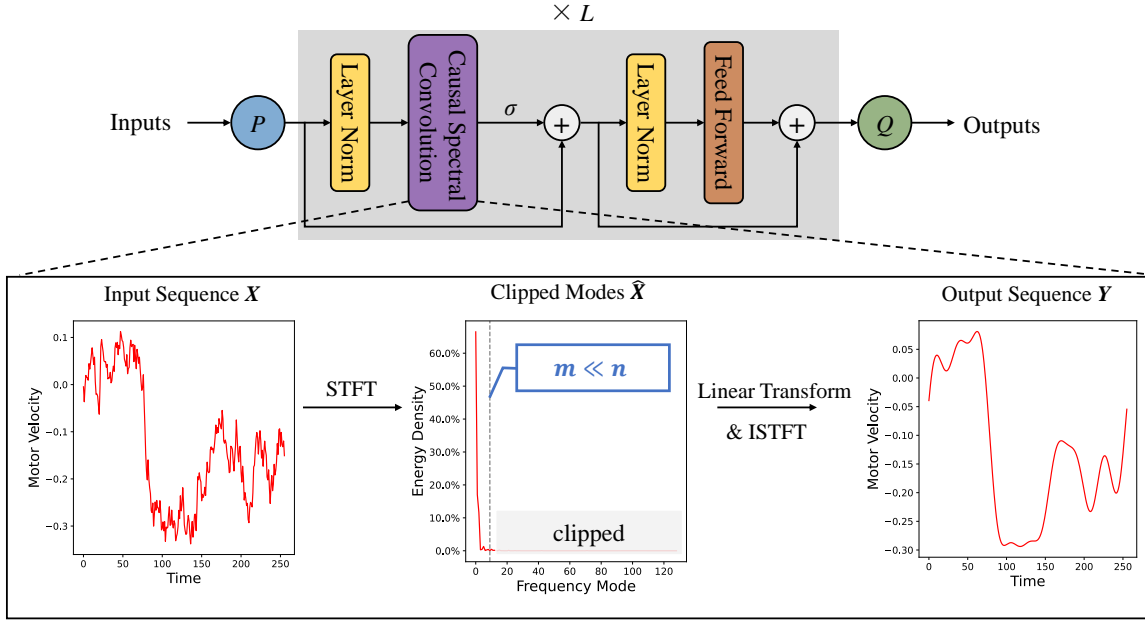 × L
Inputs
P
Layer Norm
Causal Spectral
Convolution
σ
+
Layer Norm
Feed Forward
+
Q
Outputs
Input Sequence X
Motor Velocity
0.1
0.0
−0.1
−0.2
−0.3
0
50
100
150
200
250
Time
STFT
Clipped Modes X̂
Energy Density
60.0%
50.0%
40.0%
30.0%
20.0%
10.0%
0.0%
m ≪ n
clipped
0
20
40
60
80
100
120
Frequency Mode
Linear Transform
& ISTFT
Output Sequence Y
Motor Velocity
0.05
0.00
−0.05
−0.10
−0.15
−0.20
−0.25
−0.30
0
50
100
150
200
250
Time